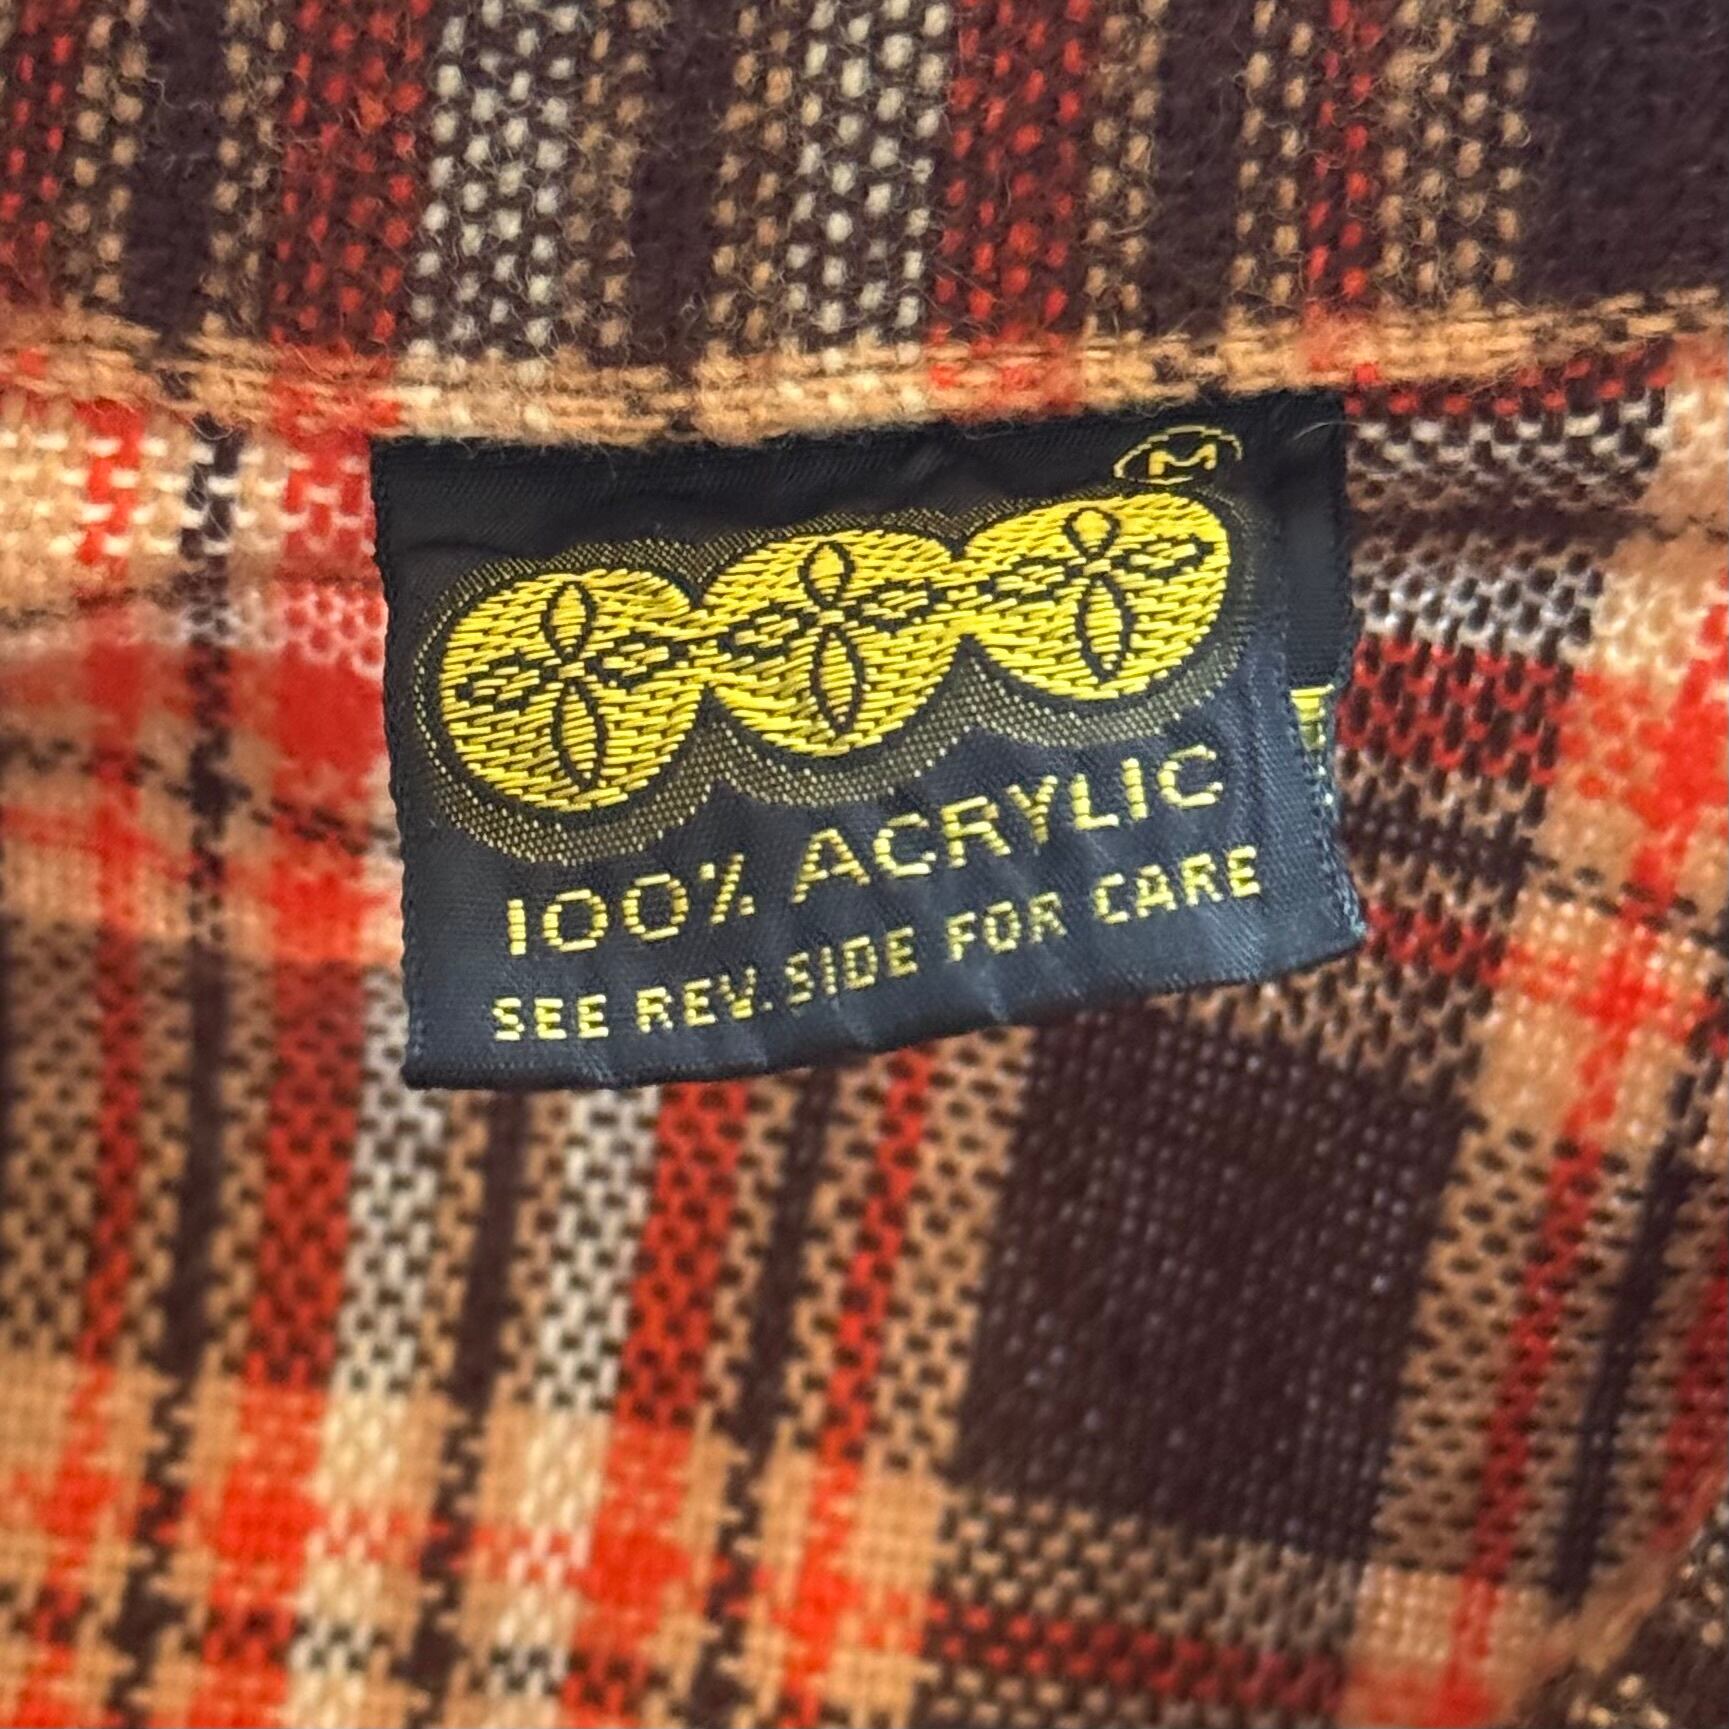 M
100% ACRYLIC
SEE REV. SIDE FOR CARE